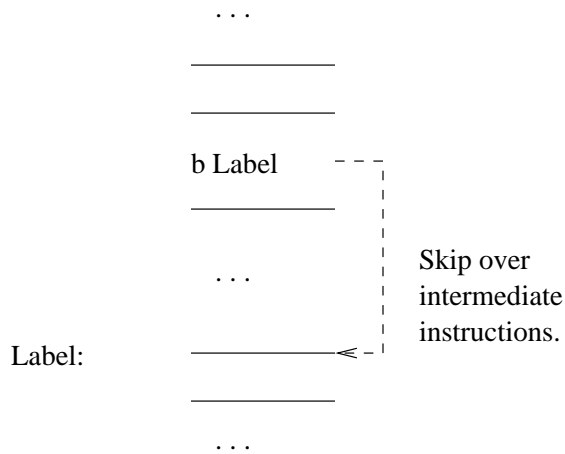 . . .
b Label
. . .
Skip over
intermediate
instructions.
Label:
. . .